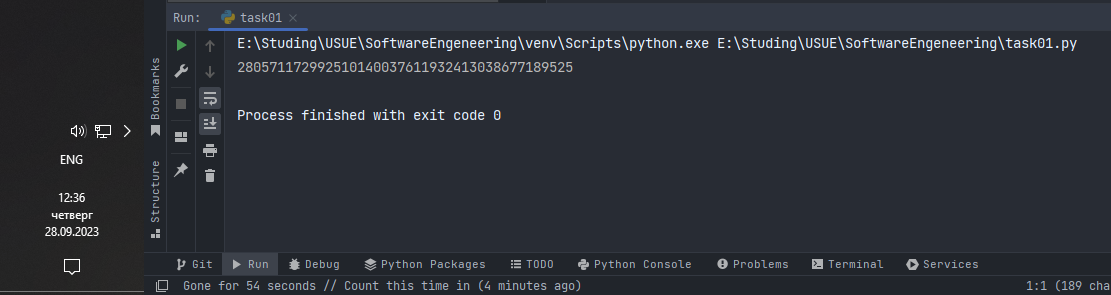 Run: task01
E:\Studing\USUE\SoftwareEngeneering\venv\Scripts\python.exe E:\Studing\USUE\SoftwareEngeneering\task01.py
280571172992510140037611932413038677189525
Process finished with exit code 0
Bookmarks
Structure
ENG
12:36
четверг
28.09.2023
Git Run Debug Python Packages TODO Python Console Problems Terminal Services
Gone for 54 seconds // Count this time in (4 minutes ago) 1:1 (189 cha